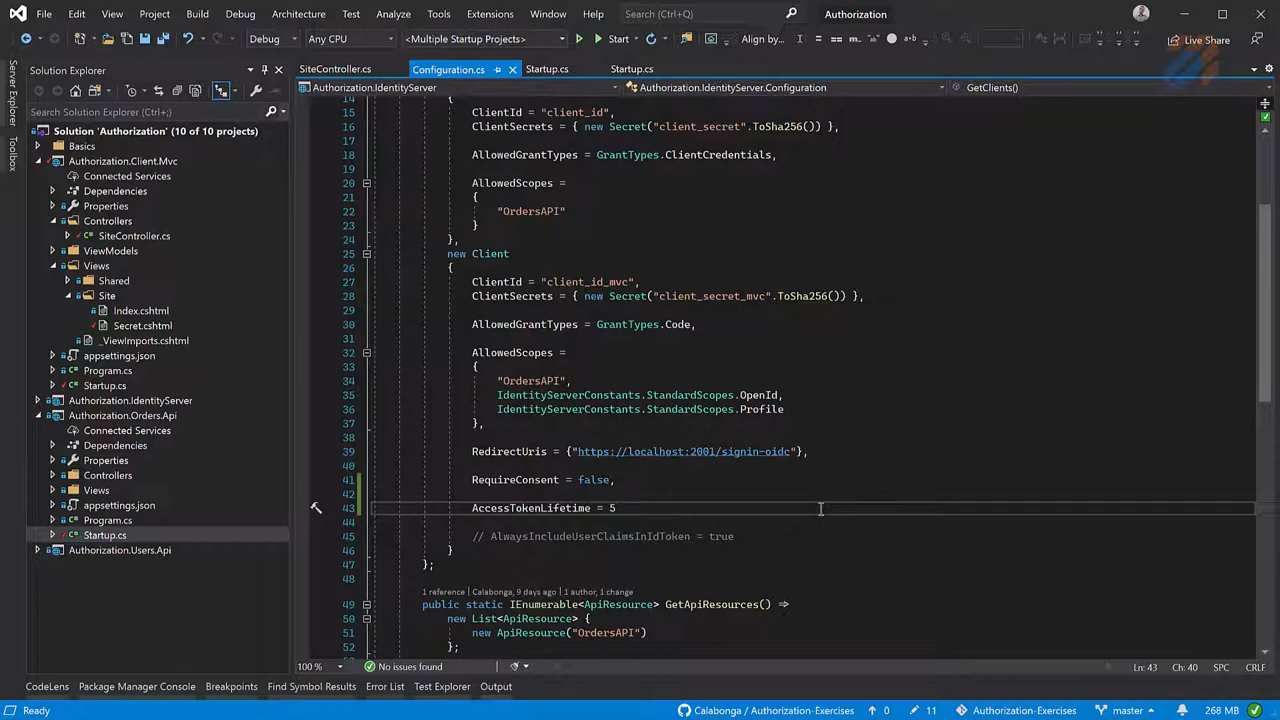 File Edit View Git Project Build Debug Architecture Test Analyze Tools Extensions Window Help Search (Ctrl+Q) Authorization
Debug Any CPU <Multiple Startup Projects> Start Align by... Live Share
Server Explorer
Toolbox
Solution Explorer
Search Solution Explorer (Ctrl+;)
Solution 'Authorization' (10 of 10 projects)
Basics
Authorization.Client.Mvc
Connected Services
Dependencies
Properties
Controllers
SiteController.cs
ViewModels
Views
Shared
Site
Index.cshtml
Secret.cshtml
_ViewImports.cshtml
appsettings.json
Program.cs
Startup.cs
Authorization.IdentityServer
Authorization.Orders.Api
Connected Services
Dependencies
Properties
Controllers
Views
appsettings.json
Program.cs
Startup.cs
Authorization.Users.Api
SiteController.cs Configuration.cs Startup.cs Startup.cs
Authorization.IdentityServer Authorization.IdentityServer.Configuration GetClients()
14 {
15 ClientId = "client_id",
16 ClientSecrets = { new Secret("client_secret".ToSha256()) },
17
18 AllowedGrantTypes = GrantTypes.ClientCredentials,
19
20 AllowedScopes =
21 {
22 "OrdersAPI"
23 }
24 },
25 new Client
26 {
27 ClientId = "client_id_mvc",
28 ClientSecrets = { new Secret("client_secret_mvc".ToSha256()) },
29
30 AllowedGrantTypes = GrantTypes.Code,
31
32 AllowedScopes =
33 {
34 "OrdersAPI",
35 IdentityServerConstants.StandardScopes.OpenId,
36 IdentityServerConstants.StandardScopes.Profile
37 },
38
39 RedirectUris = {"https://localhost:2001/signin-oidc"},
40
41 RequireConsent = false,
42
43 AccessTokenLifetime = 5
44
45 // AlwaysIncludeUserClaimsInIdToken = true
46 }
47 };
48
1 reference | Calabonga, 9 days ago | 1 author, 1 change
49 public static IEnumerable<ApiResource> GetApiResources() =>
50 new List<ApiResource> {
51 new ApiResource("OrdersAPI")
52 };
100 % No issues found Ln: 43 Ch: 40 SPC CRLF
CodeLens Package Manager Console Breakpoints Find Symbol Results Error List Test Explorer Output
Ready Calabonga / Authorization-Exercises 0 11 Authorization-Exercises master 268 MB